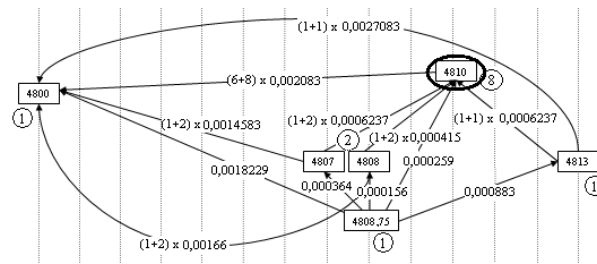 (1+1) x 0,0027083
4810
8
(6+8) x 0,002083
4800
1
(1+2) x 0,0014583
(1+2) x 0,0006237
(1+1) x 0,0006237
2
(1+2) x 0,000415
0,000259
0,0018229
4807
4808
4813
1
0,000364
0,000156
0,000883
4808,75
1
(1+2) x 0,00166